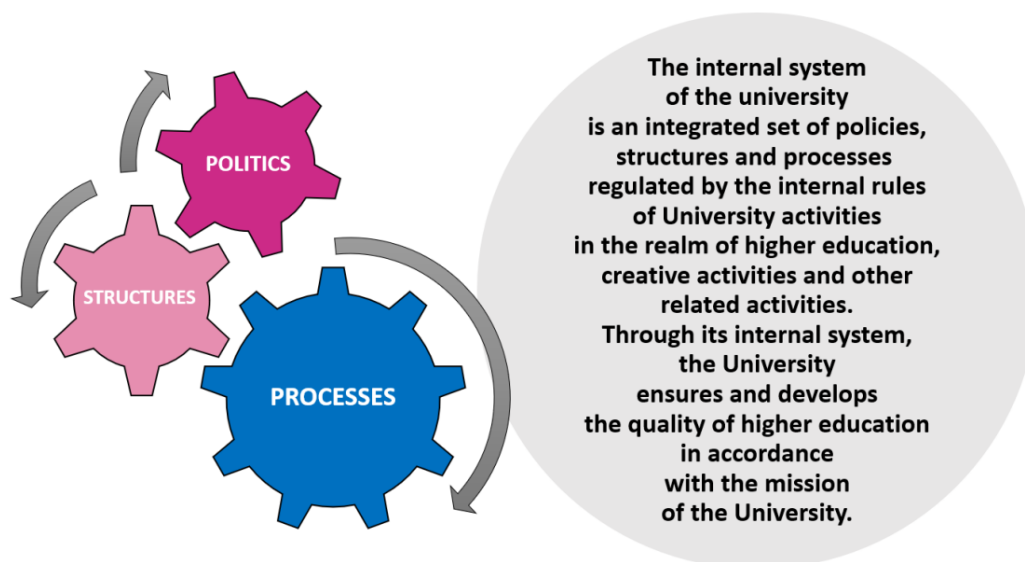 POLITICS
STRUCTURES
PROCESSES
The internal system
of the university
is an integrated set of policies,
structures and processes
regulated by the internal rules
of University activities
in the realm of higher education,
creative activities and other
related activities.
Through its internal system,
the University
ensures and develops
the quality of higher education
in accordance
with the mission
of the University.